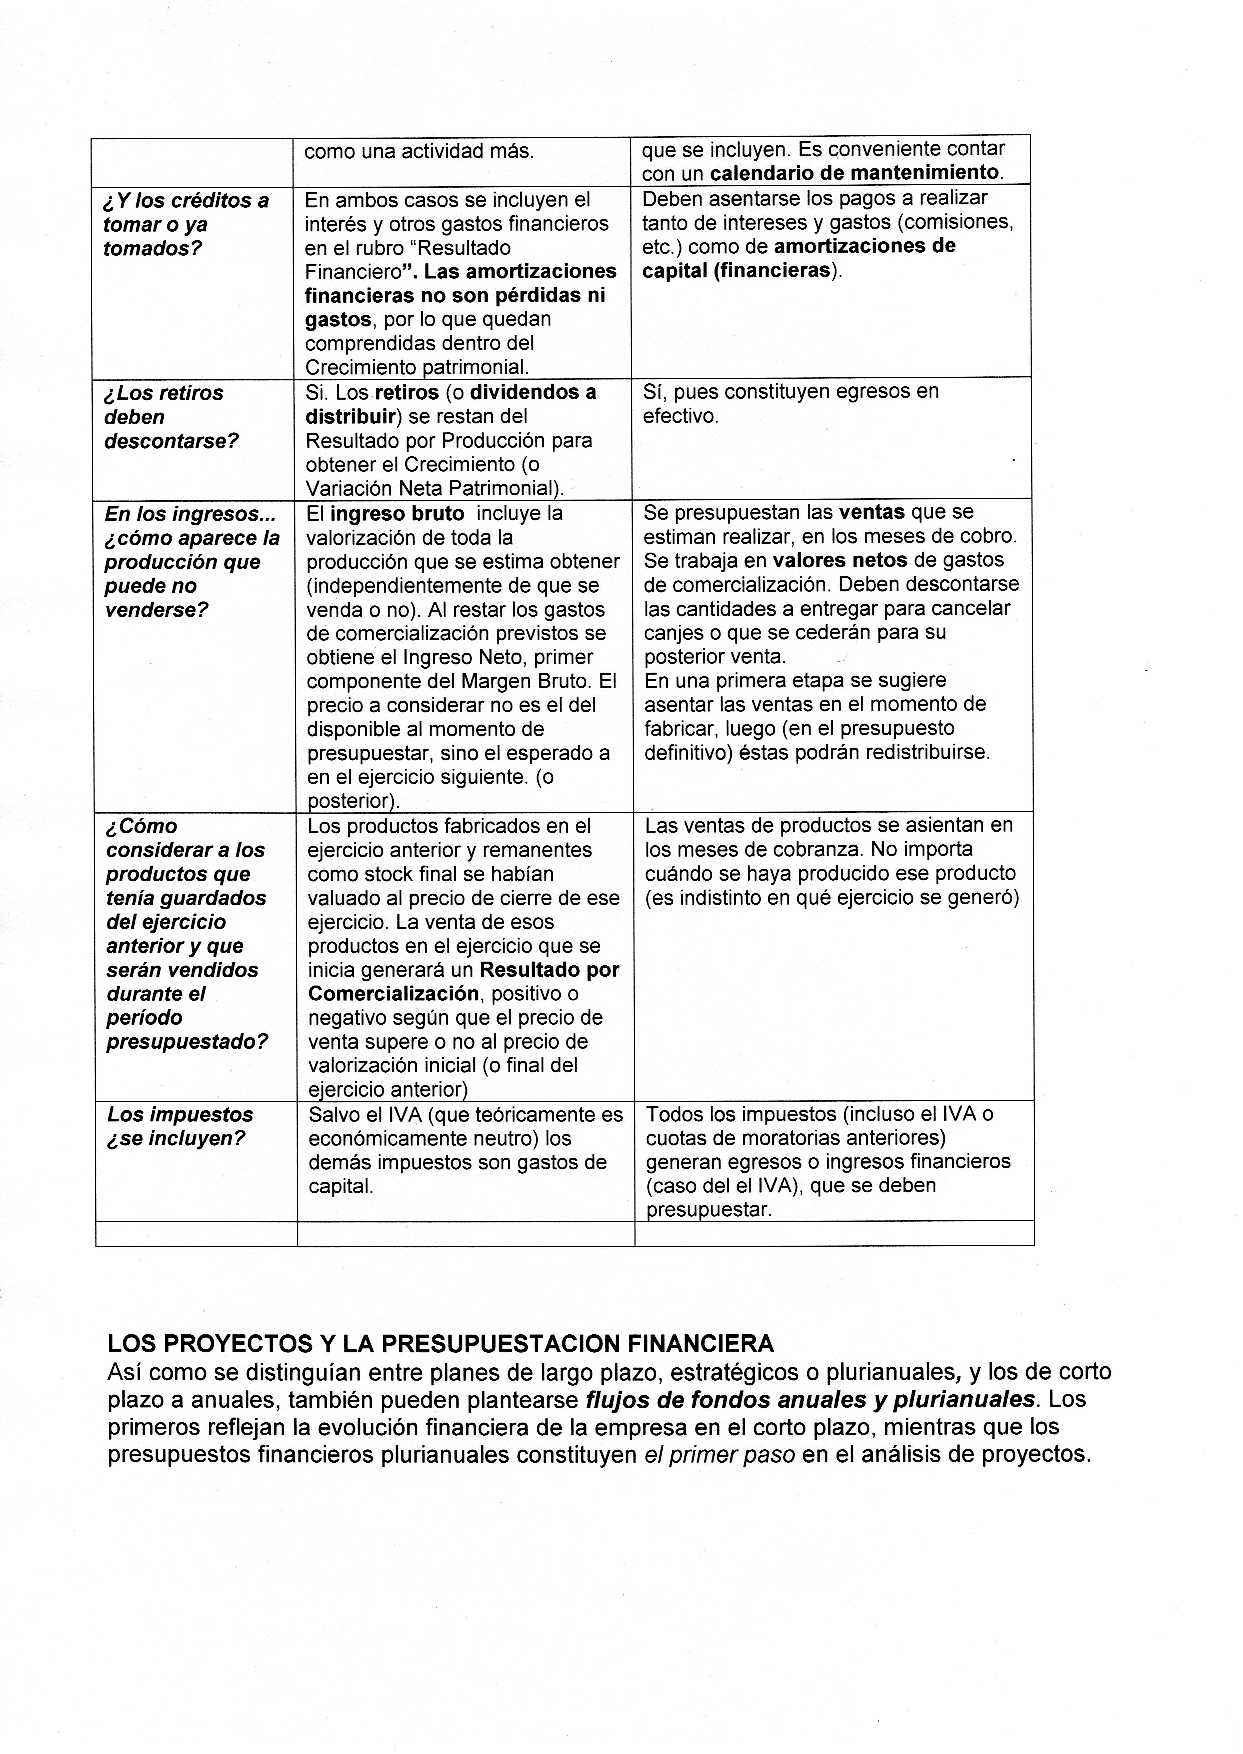 como una actividad más.
que se incluyen. Es conveniente contar
con un calendario de mantenimiento.
¿Y los créditos a
tomar o ya
tomados?
En ambos casos se incluyen el
interés y otros gastos financieros
en el rubro "Resultado
Financiero". Las amortizaciones
financieras no son pérdidas ni
gastos, por lo que quedan
comprendidas dentro del
Crecimiento patrimonial.
Deben asentarse los pagos a realizar
tanto de intereses y gastos (comisiones,
etc.) como de amortizaciones de
capital (financieras).
¿Los retiros
deben
descontarse?
Si. Los retiros (o dividendos a
distribuir) se restan del
Resultado por Producción para
obtener el Crecimiento (o
Variación Neta Patrimonial).
Sí, pues constituyen egresos en
efectivo.
En los ingresos...
¿cómo aparece la
producción que
puede no
venderse?
El ingreso bruto incluye la
valorización de toda la
producción que se estima obtener
(independientemente de que se
venda o no). Al restar los gastos
de comercialización previstos se
obtiene el Ingreso Neto, primer
componente del Margen Bruto. El
precio a considerar no es el del
disponible al momento de
presupuestar, sino el esperado a
en el ejercicio siguiente. (o
posterior).
Se presupuestan las ventas que se
estiman realizar, en los meses de cobro.
Se trabaja en valores netos de gastos
de comercialización. Deben descontarse
las cantidades a entregar para cancelar
canjes o que se cederán para su
posterior venta.
En una primera etapa se sugiere
asentar las ventas en el momento de
fabricar, luego (en el presupuesto
definitivo) éstas podrán redistribuirse.
¿Cómo
considerar a los
productos que
tenía guardados
del ejercicio
anterior y que
serán vendidos
durante el
período
presupuestado?
Los productos fabricados en el
ejercicio anterior y remanentes
como stock final se habían
valuado al precio de cierre de ese
ejercicio. La venta de esos
productos en el ejercicio que se
inicia generará un Resultado por
Comercialización, positivo o
negativo según que el precio de
venta supere o no al precio de
valorización inicial (o final del
ejercicio anterior)
Las ventas de productos se asientan en
los meses de cobranza. No importa
cuándo se haya producido ese producto
(es indistinto en qué ejercicio se generó)
Los impuestos
¿se incluyen?
Salvo el IVA (que teóricamente es
económicamente neutro) los
demás impuestos son gastos de
capital.
Todos los impuestos (incluso el IVA o
cuotas de moratorias anteriores)
generan egresos o ingresos financieros
(caso del el IVA), que se deben
presupuestar.
LOS PROYECTOS Y LA PRESUPUESTACION FINANCIERA
Así como se distinguían entre planes de largo plazo, estratégicos o plurianuales, y los de corto
plazo a anuales, también pueden plantearse flujos de fondos anuales y plurianuales. Los
primeros reflejan la evolución financiera de la empresa en el corto plazo, mientras que los
presupuestos financieros plurianuales constituyen el primer paso en el análisis de proyectos.